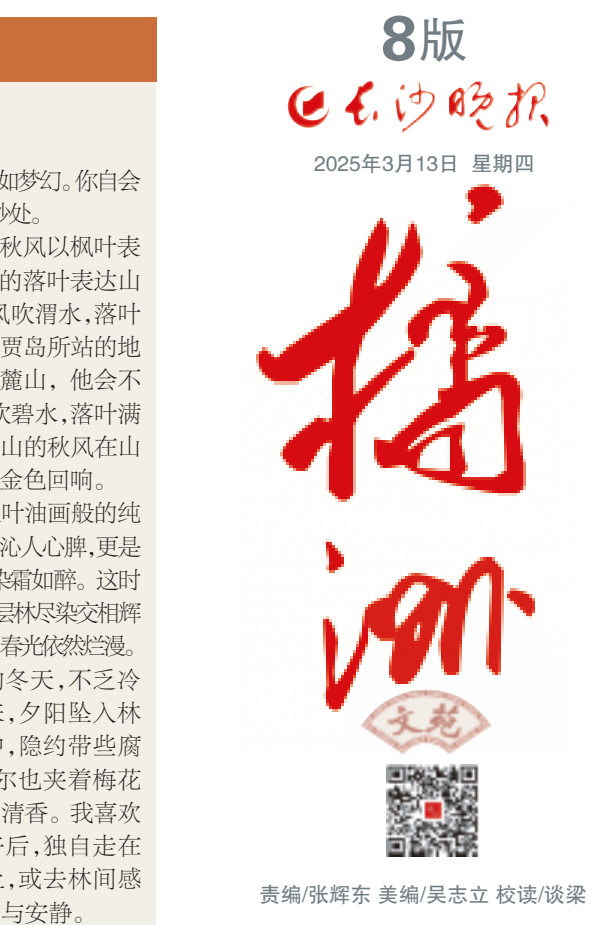 如梦幻。你自会
妙处。
秋风以枫叶表
的落叶表达山
风吹渭水,落叶
贾岛所站的地
麓山,他会不
吹碧水,落叶满
山的秋风在山
金色回响。
叶油画般的纯
沁人心脾,更是
染霜如醉。这时
层林尽染交相辉
春光依然烂漫。
的冬天,不乏冷
,夕阳坠入林
中,隐约带些腐
尔也夹着梅花
清香。我喜欢
午后,独自走在
上,或去林间感
与安静。
8版
长沙晚报
2025年3月13日 星期四
橘
洲
文苑
责编/张辉东 美编/吴志立 校读/谈梁